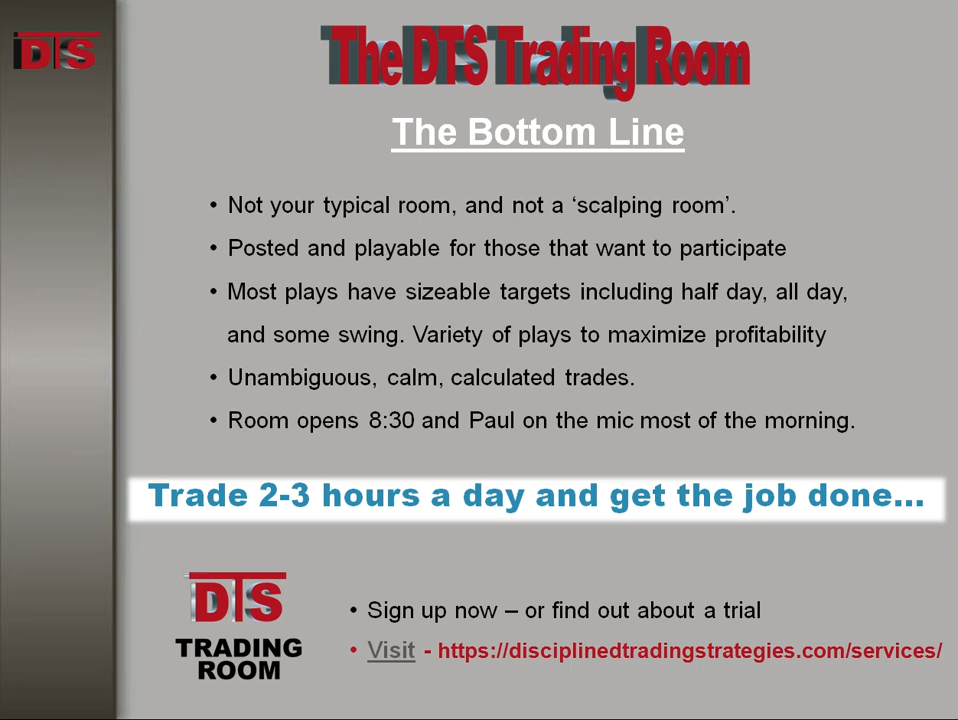 DTS
The DTS Trading Room
The Bottom Line
• Not your typical room, and not a ‘scalping room’.
• Posted and playable for those that want to participate
• Most plays have sizeable targets including half day, all day,
and some swing. Variety of plays to maximize profitability
• Unambiguous, calm, calculated trades.
• Room opens 8:30 and Paul on the mic most of the morning.
Trade 2-3 hours a day and get the job done...
DTS
TRADING
ROOM
• Sign up now – or find out about a trial
• Visit - https://disciplinedtradingstrategies.com/services/